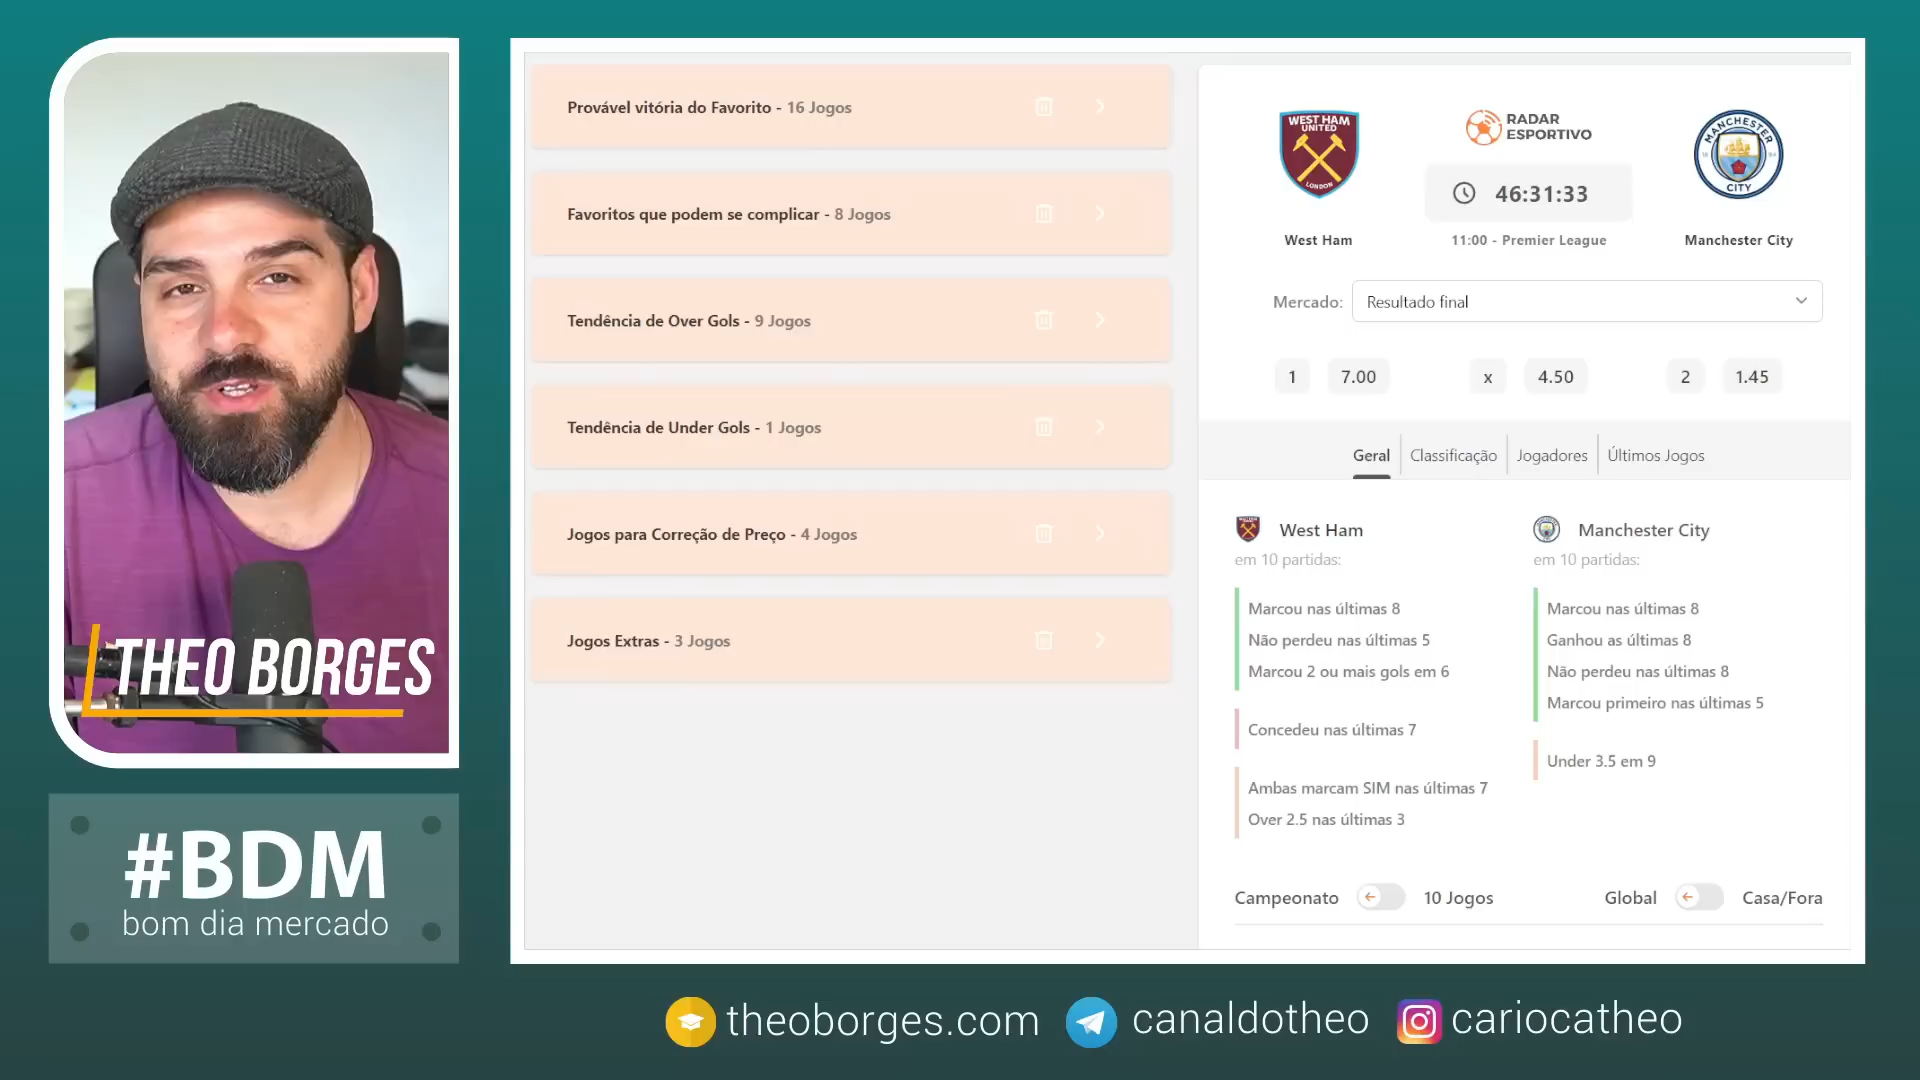 THEO BORGES
#BDM
bom dia mercado
Provável vitória do Favorito - 16 Jogos
Favoritos que podem se complicar - 8 Jogos
Tendência de Over Gols - 9 Jogos
Tendência de Under Gols - 1 Jogos
Jogos para Correção de Preço - 4 Jogos
Jogos Extras - 3 Jogos
WEST HAM
UNITED
LONDON
RADAR
ESPORTIVO
MANCHESTER
18 94
CITY
46:31:33
West Ham
11:00 - Premier League
Manchester City
Mercado: Resultado final
1 7.00 x 4.50 2 1.45
Geral Classificação Jogadores Últimos Jogos
West Ham
em 10 partidas:
Marcou nas últimas 8
Não perdeu nas últimas 5
Marcou 2 ou mais gols em 6
Concedeu nas últimas 7
Ambas marcam SIM nas últimas 7
Over 2.5 nas últimas 3
Manchester City
em 10 partidas:
Marcou nas últimas 8
Ganhou as últimas 8
Não perdeu nas últimas 8
Marcou primeiro nas últimas 5
Under 3.5 em 9
Campeonato 10 Jogos Global Casa/Fora
theoborges.com canaldotheo cariocatheo